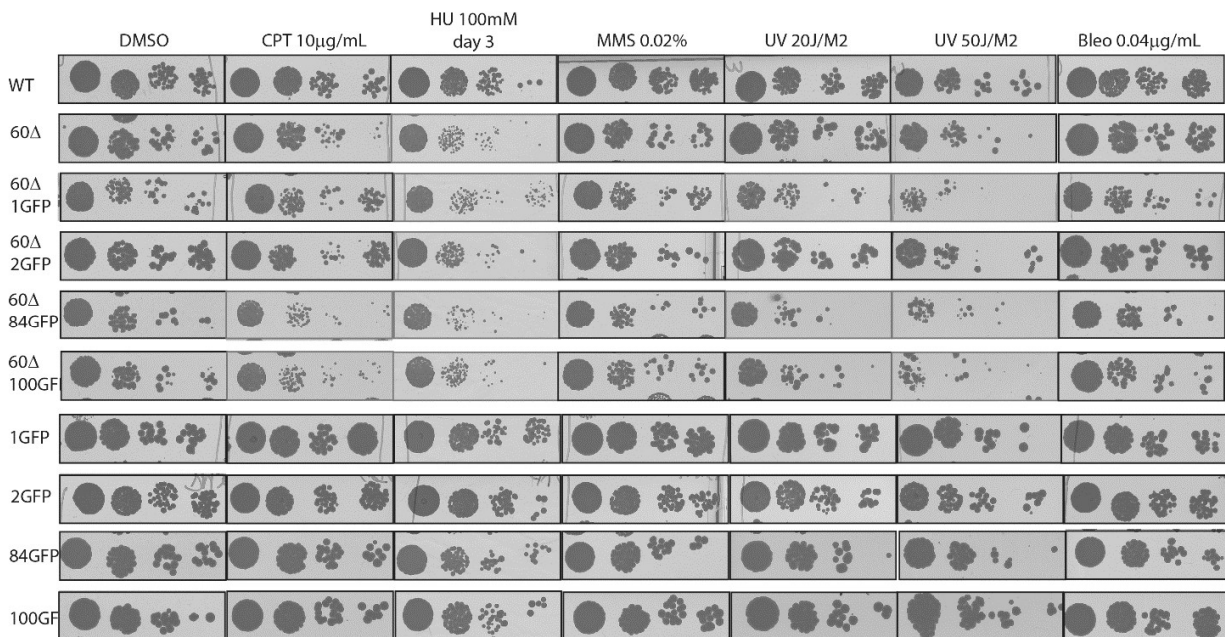 HU 100mM
DMSO CPT 10µg/mL day 3 MMS 0.02% UV 20J/M2 UV 50J/M2 Bleo 0.04µg/mL
WT
60Δ
60Δ
1GFP
60Δ
2GFP
60Δ
84GFP
60Δ
100GF
1GFP
2GFP
84GFP
100GF